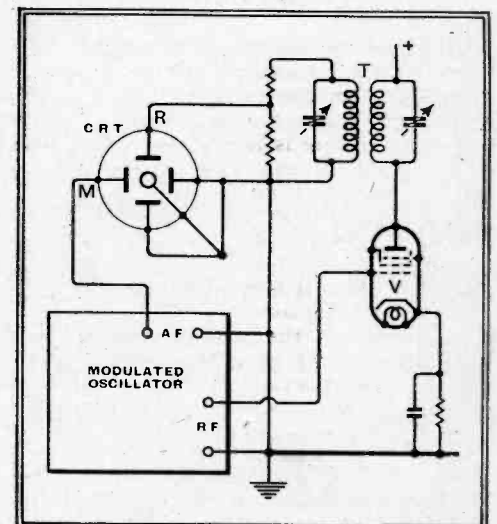 T
+
R
CRT
M
V
AF
MODULATED
OSCILLATOR
RF